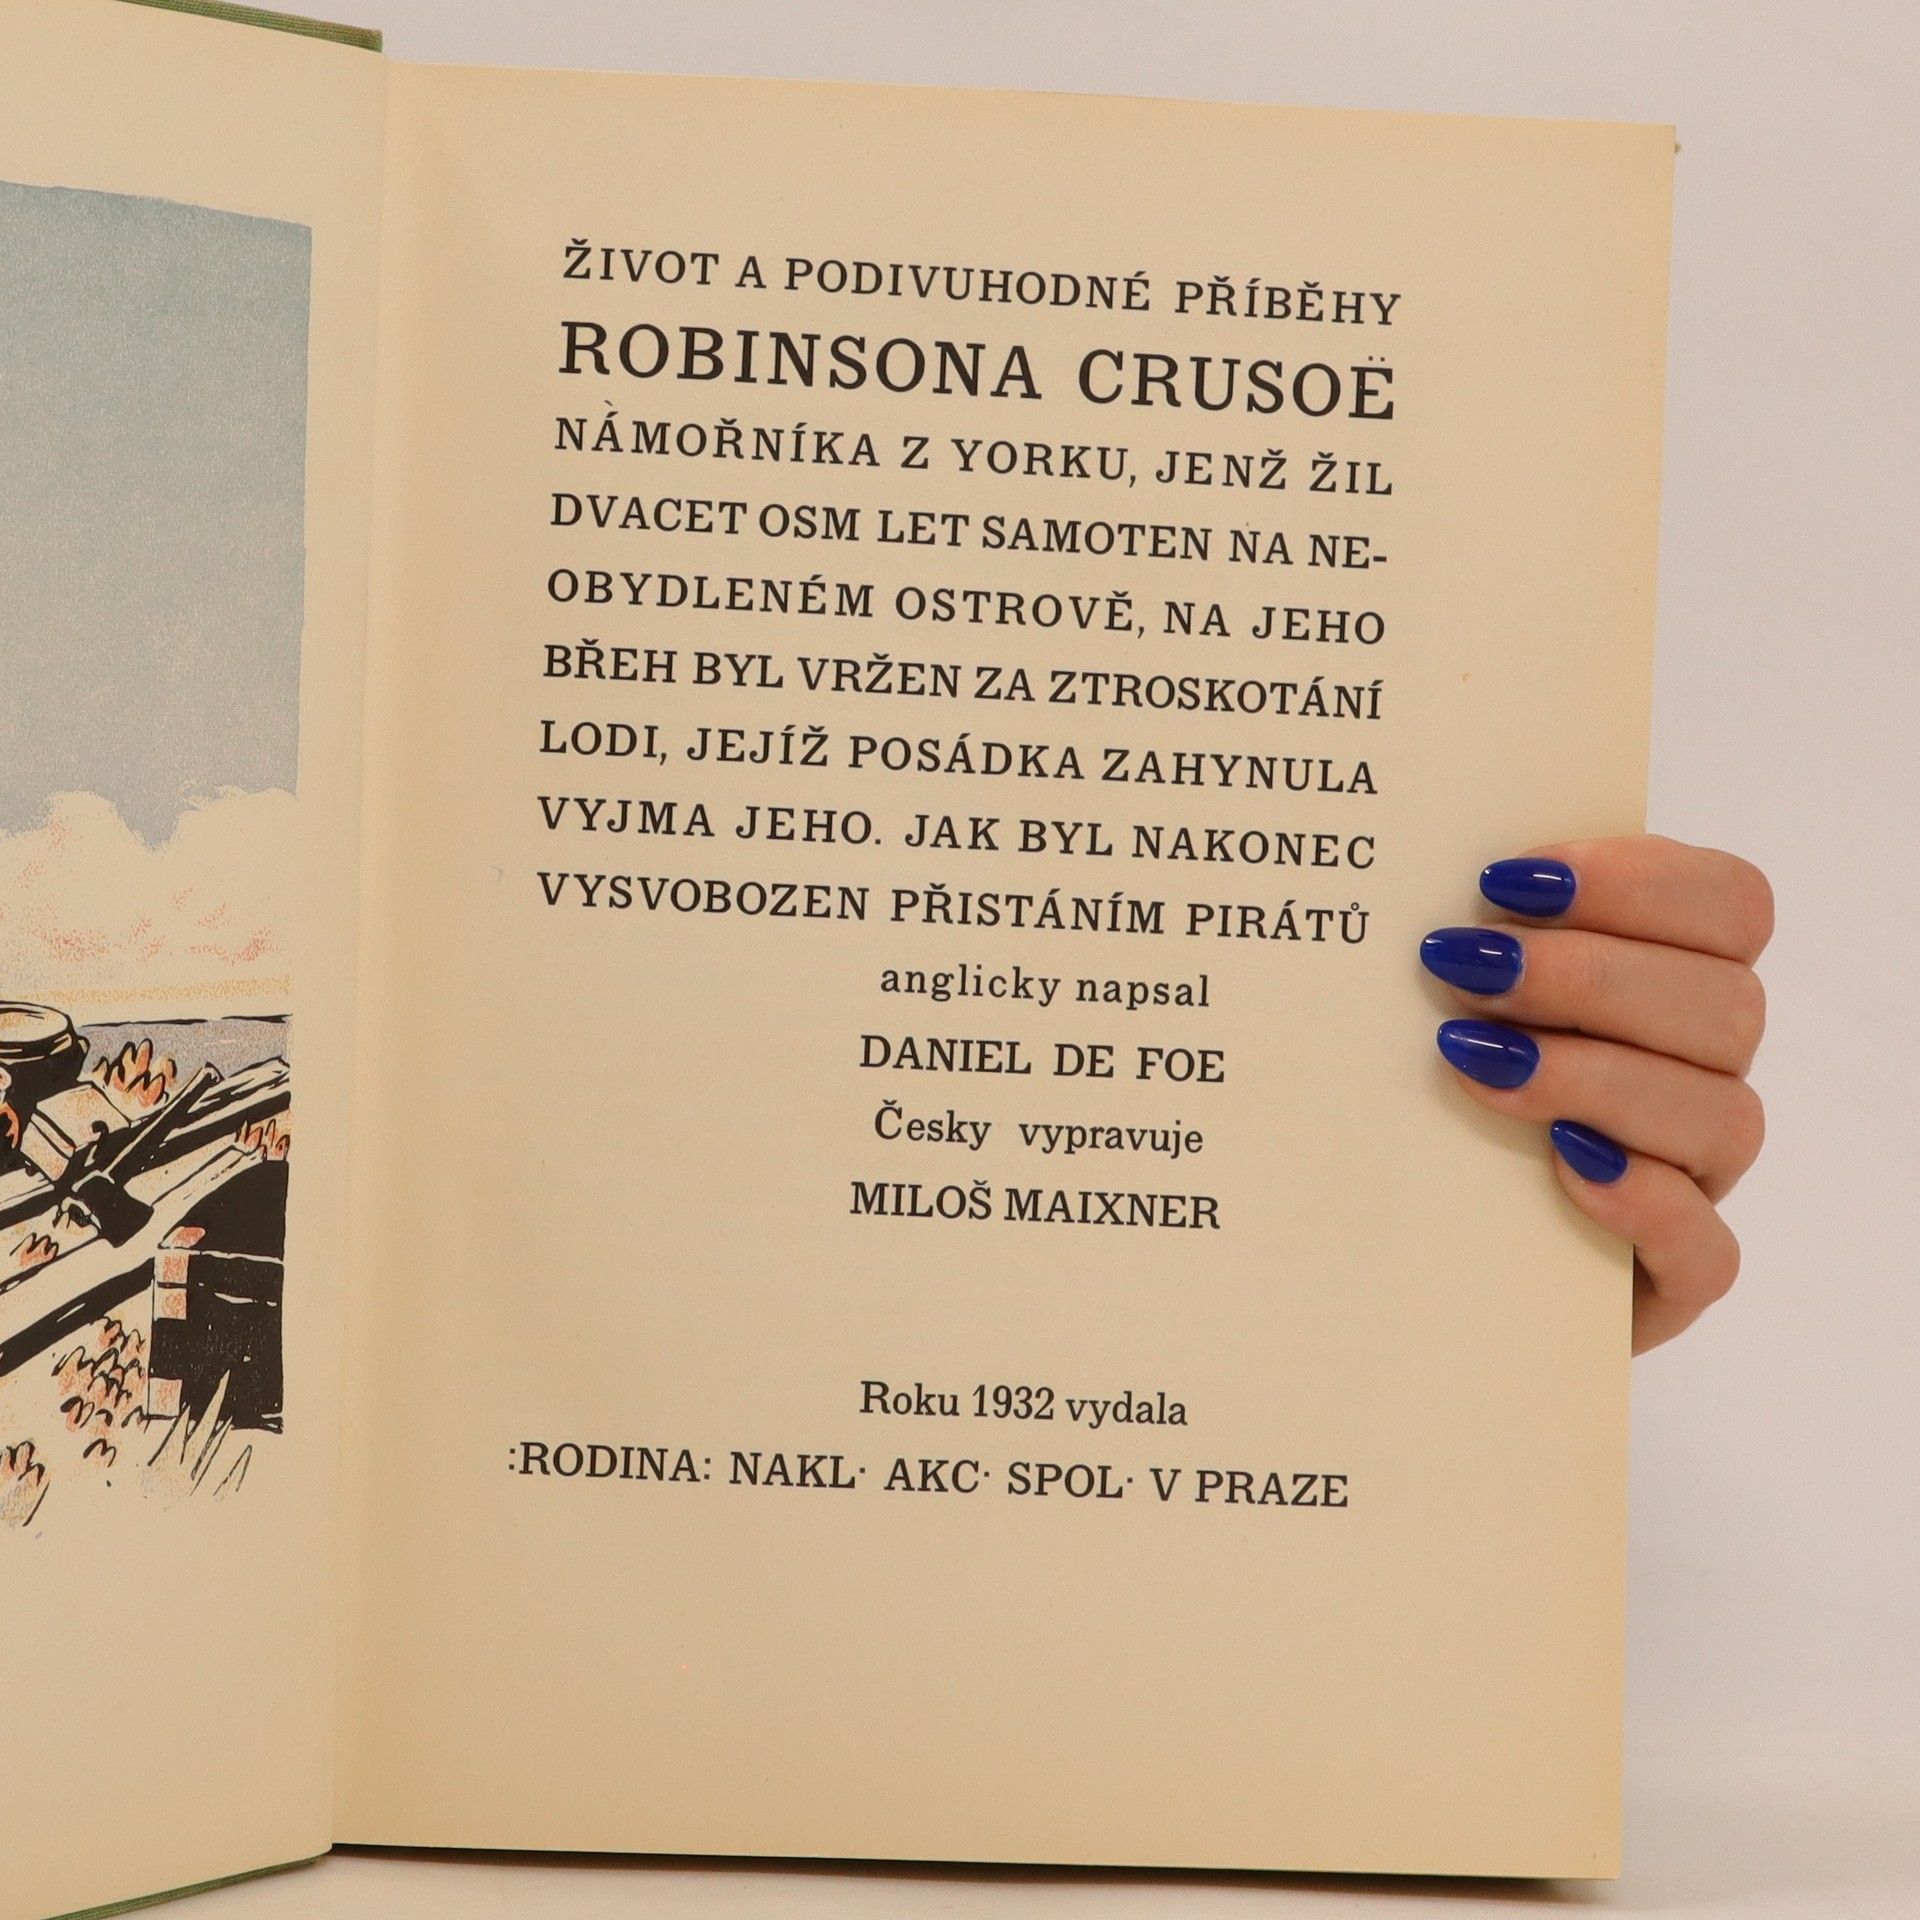 ŽIVOT A PODIVUHODNÉ PŘÍBĚHY
ROBINSONA CRUSOË
NÁMOŘNÍKA Z YORKU, JENŽ ŽIL
DVACET OSM LET SAMOTEN NA NE-
OBYDLENÉM OSTROVĚ, NA JEHO
BŘEH BYL VRŽEN ZA ZTROSKOTÁNÍ
LODI, JEJÍŽ POSÁDKA ZAHYNULA
VYJMA JEHO. JAK BYL NAKONEC
VYSVOBOZEN PŘISTÁNÍM PIRÁTŮ
anglicky napsal
DANIEL DE FOE
Česky vypravuje
MILOŠ MAIXNER
Roku 1932 vydala
:RODINA: NAKL· AKC· SPOL· V PRAZE